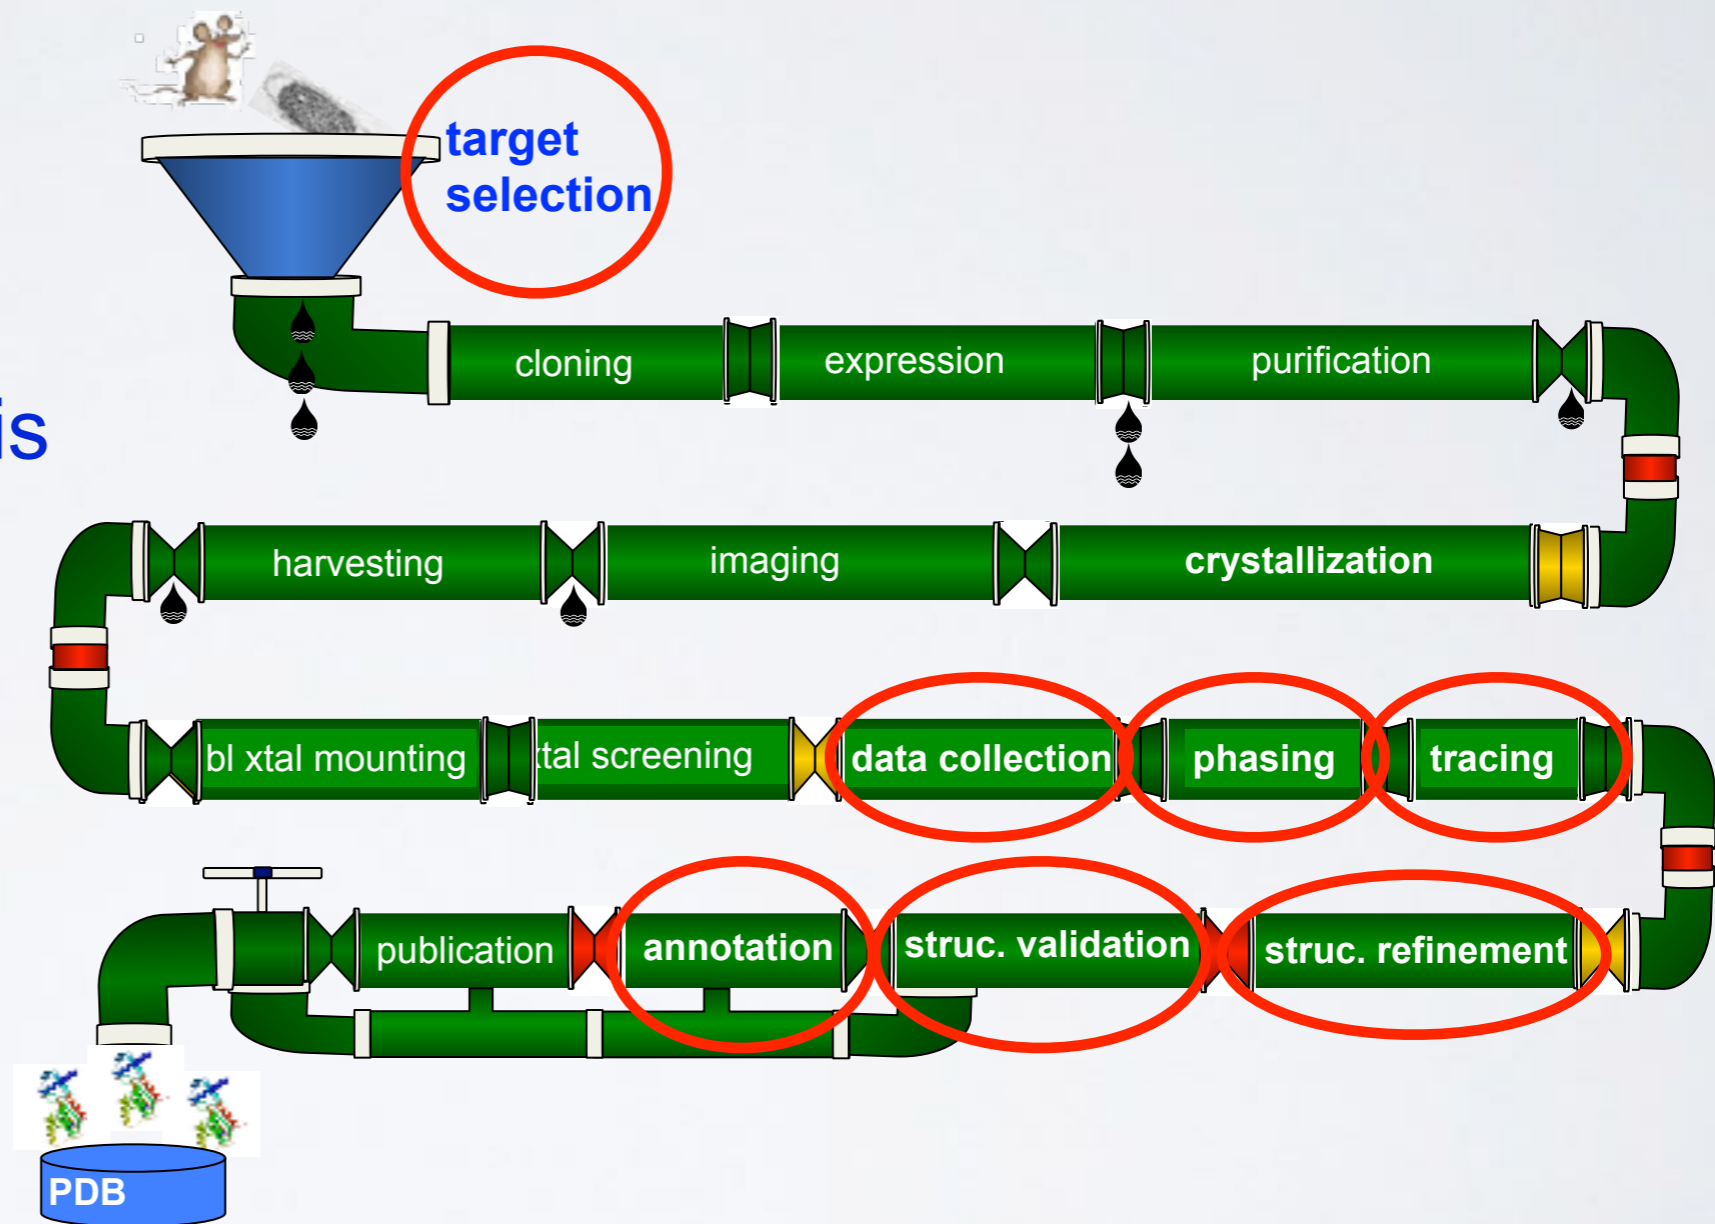 target
selection
cloning expression purification
is
harvesting imaging crystallization
bl xtal mounting xtal screening data collection phasing tracing
publication annotation struc. validation struc. refinement
PDB